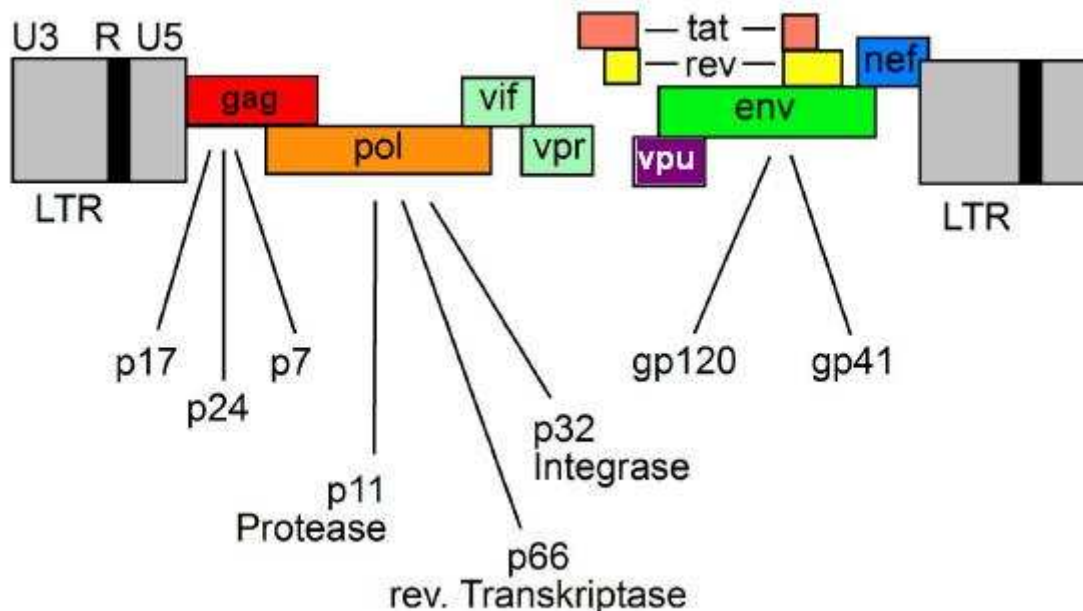 U3 R U5
tat
rev
nef
gag
vif
env
pol
vpr
vpu
LTR
LTR
p17
p7
gp120
gp41
p24
p32
Integrase
p11
Protease
p66
rev. Transkriptase